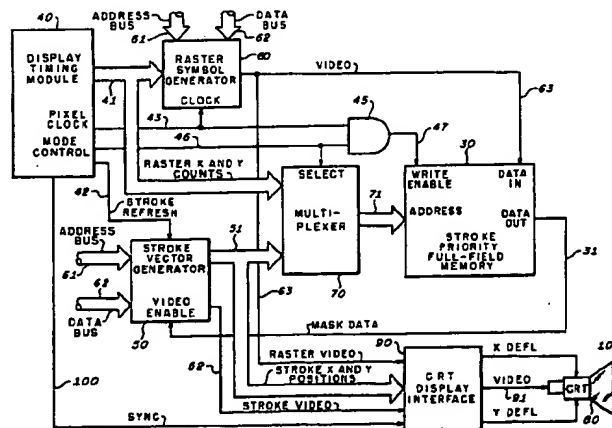 40
ADDRESS BUS
61
DATA BUS
62
60
DISPLAY TIMING MODULE
41
RASTER SYMBOL GENERATOR
CLOCK
VIDEO
63
PIXEL CLOCK
43
45
MODE CONTROL
46
47
30
42
STROKE REFRESH
RASTER X AND Y COUNTS
SELECT
MULTI-PLEXER
70
71
WRITE ENABLE
DATA IN
ADDRESS
DATA OUT
STROKE PRIORITY FULL-FIELD MEMORY
31
ADDRESS BUS
61
STROKE VECTOR GENERATOR
51
62
DATA BUS
VIDEO ENABLE
50
63
MASK DATA
RASTER VIDEO
90
X DEFL
STROKE X AND Y POSITIONS
CRT DISPLAY INTERFACE
VIDEO
91
CRT
10
80
STROKE VIDEO
Y DEFL
100
SYNC